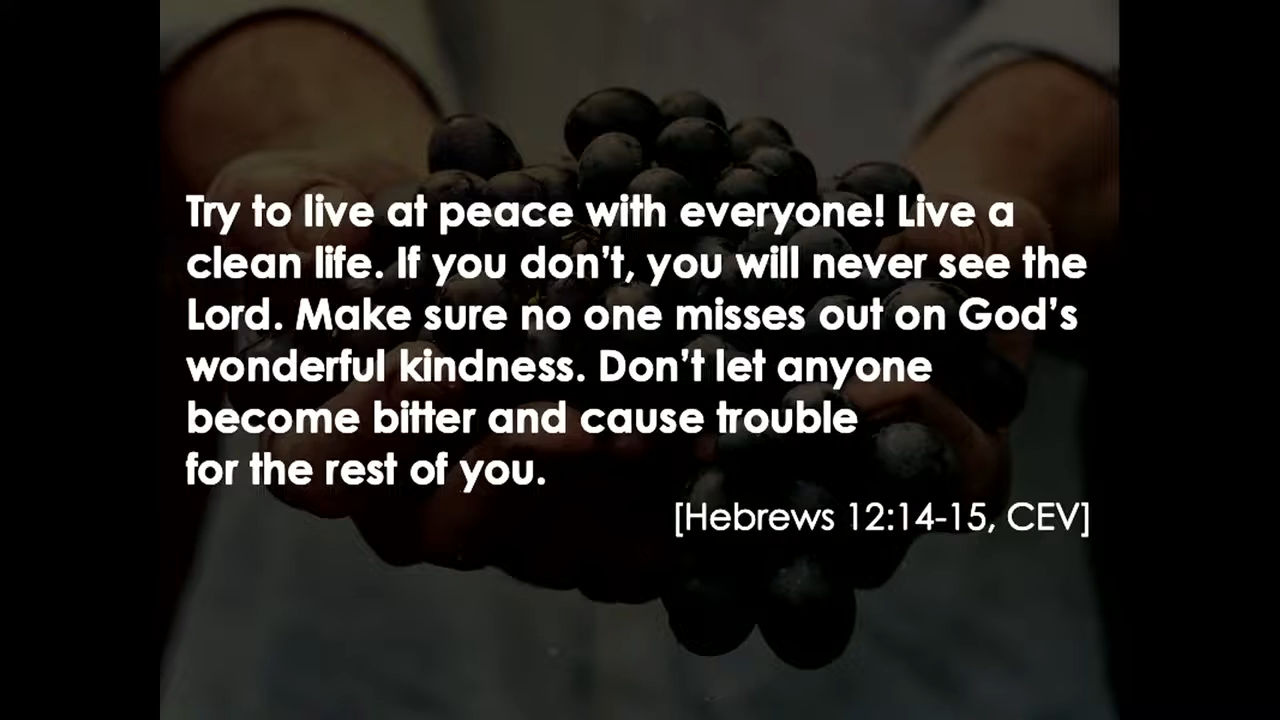 Try to live at peace with everyone! Live a
clean life. If you don’t, you will never see the
Lord. Make sure no one misses out on God’s
wonderful kindness. Don’t let anyone
become bitter and cause trouble
for the rest of you.
[Hebrews 12:14-15, CEV]